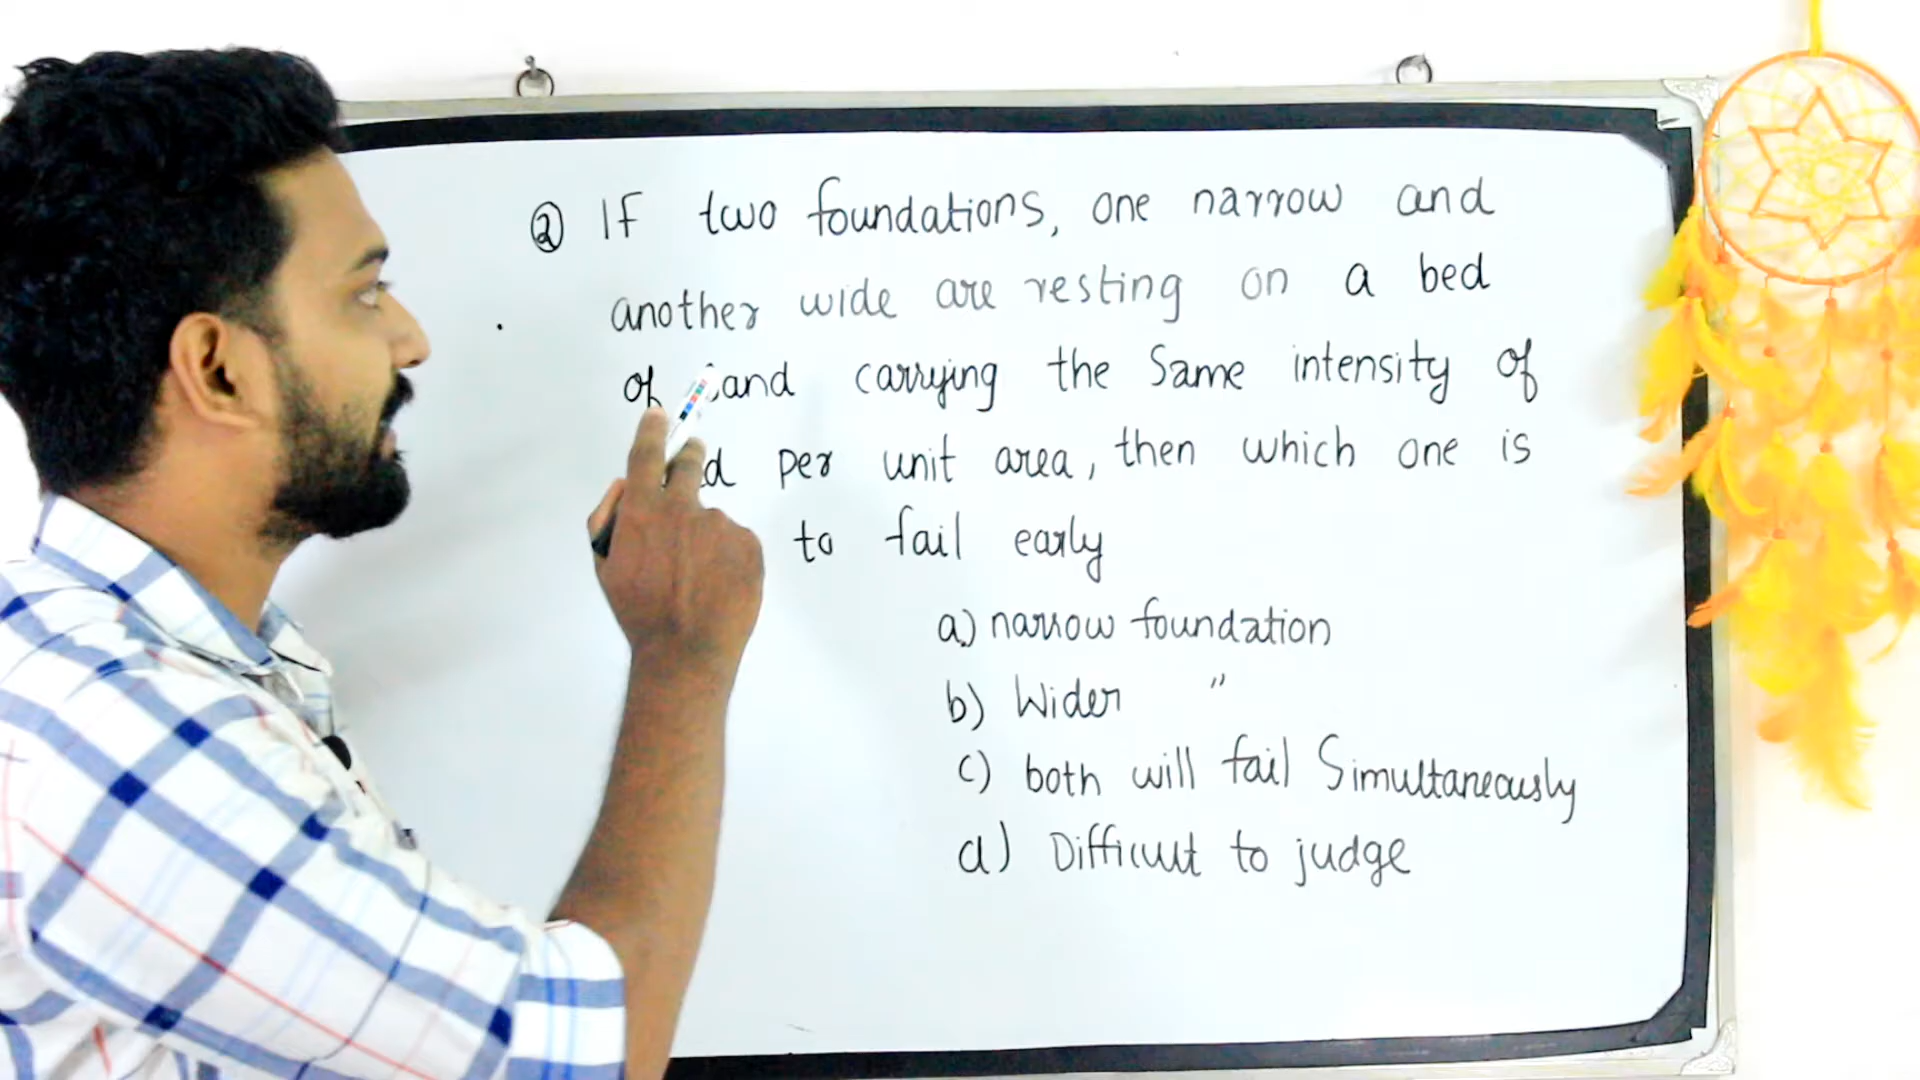 Q) If two foundations, one narrow and
another wide are resting on a bed
of sand carrying the Same intensity of
per unit area, then which one is
to fail early
a) narrow foundation
b) Wider "
c) both will fail Simultaneously
d) Difficult to judge